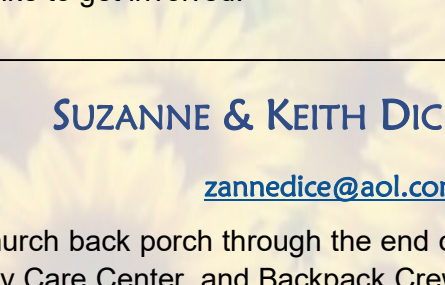 to get involved.
SUZANNE & KEITH DIC
zannedice@aol.com
hurch back porch through the end o
y Care Center, and Backpack Crew